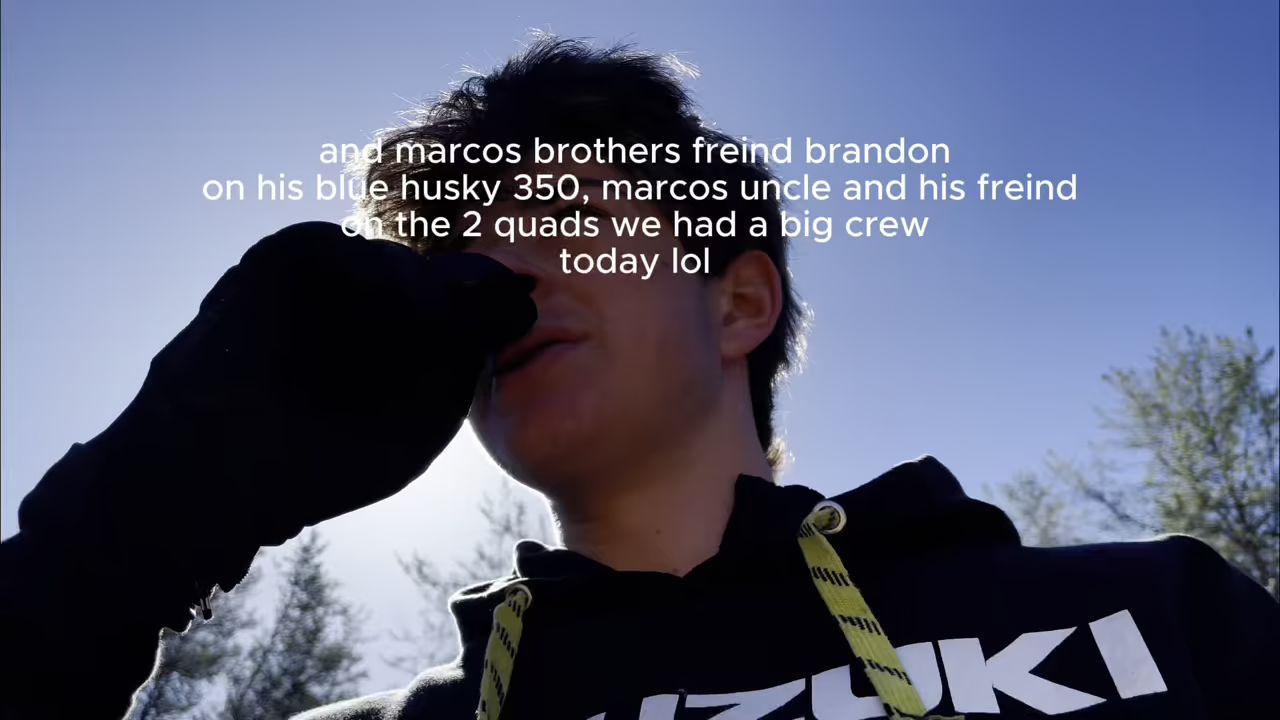 and marcos brothers freind brandon
on his blue husky 350, marcos uncle and his freind
on the 2 quads we had a big crew
today lol
UZUKI